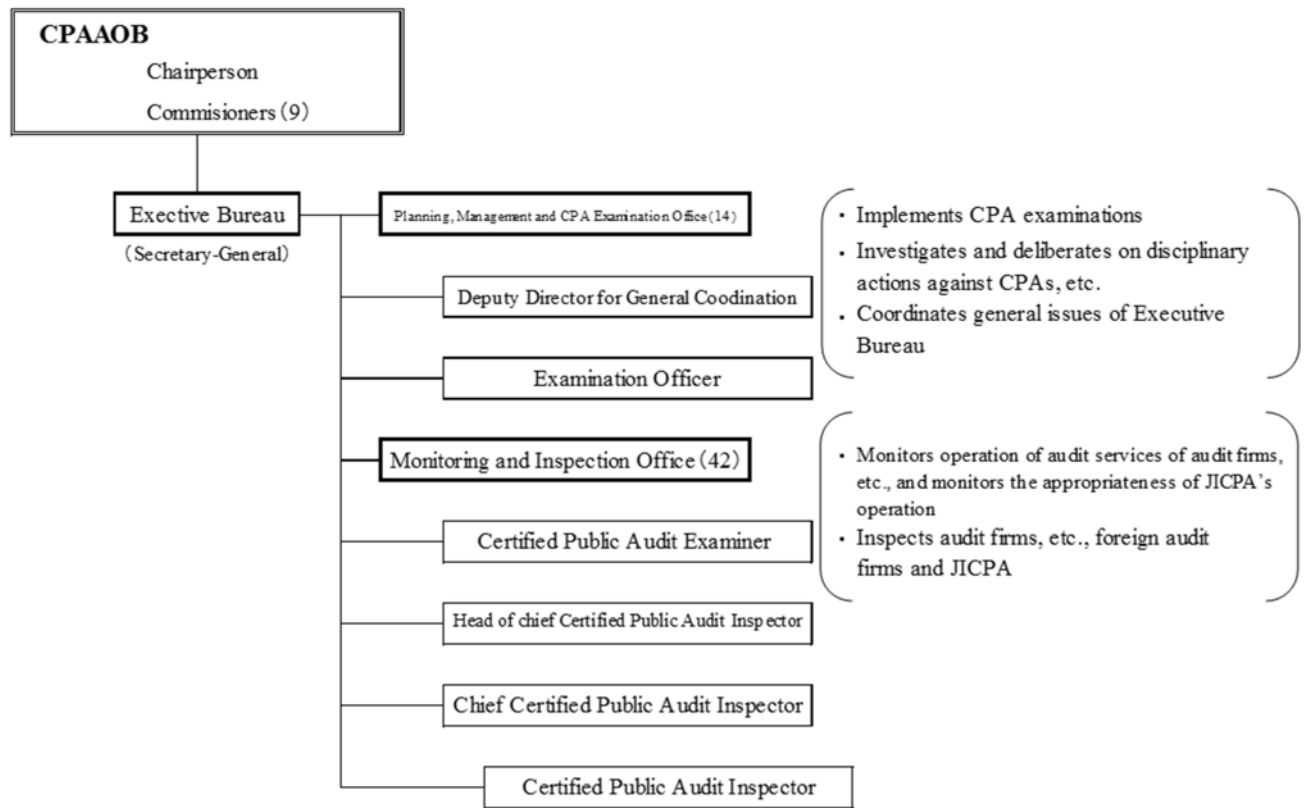 CPAAOB
Chairperson
Commisioners (9)
Exective Bureau
(Secretary-General)
Planning, Management and CPA Examination Office (14)
Deputy Director for General Coodination
Examination Officer
・ Implements CPA examinations
・ Investigates and deliberates on disciplinary
actions against CPAs, etc.
・ Coordinates general issues of Executive
Bureau
Monitoring and Inspection Office (42)
Certified Public Audit Examiner
Head of chief Certified Public Audit Inspector
Chief Certified Public Audit Inspector
Certified Public Audit Inspector
・ Monitors operation of audit services of audit firms,
etc., and monitors the appropriateness of JICPA's
operation
・ Inspects audit firms, etc., foreign audit
firms and JICPA